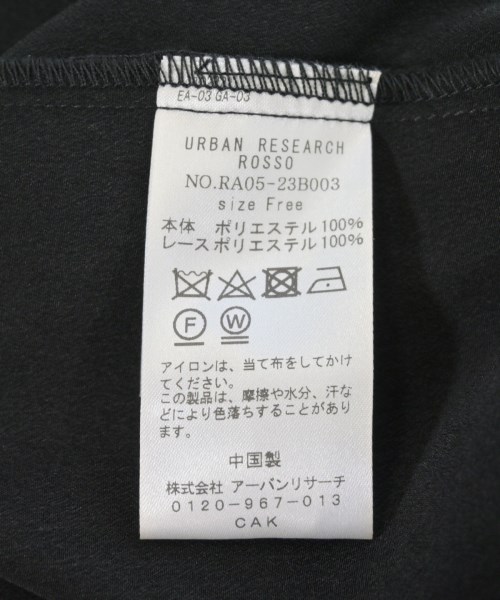 EA-03 GA-03
URBAN RESEARCH
ROSSO
NO.RA05-23B003
size Free
本体 ポリエステル100%
レースポリエステル100%
F W
アイロンは、当て布をしてかけ
てください。
この製品は、摩擦や水分、汗な
どにより色落ちすることがあり
ます。
中国製
株式会社 アーバンリサーチ
0120-967-013
CAK